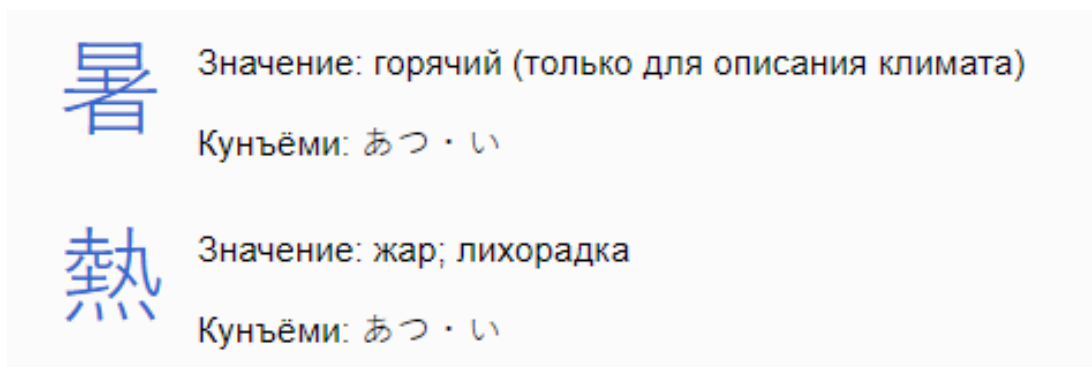 暑
Значение: горячий (только для описания климата)
Кунъёми: あつ・い
熱
Значение: жар; лихорадка
Кунъёми: あつ・い